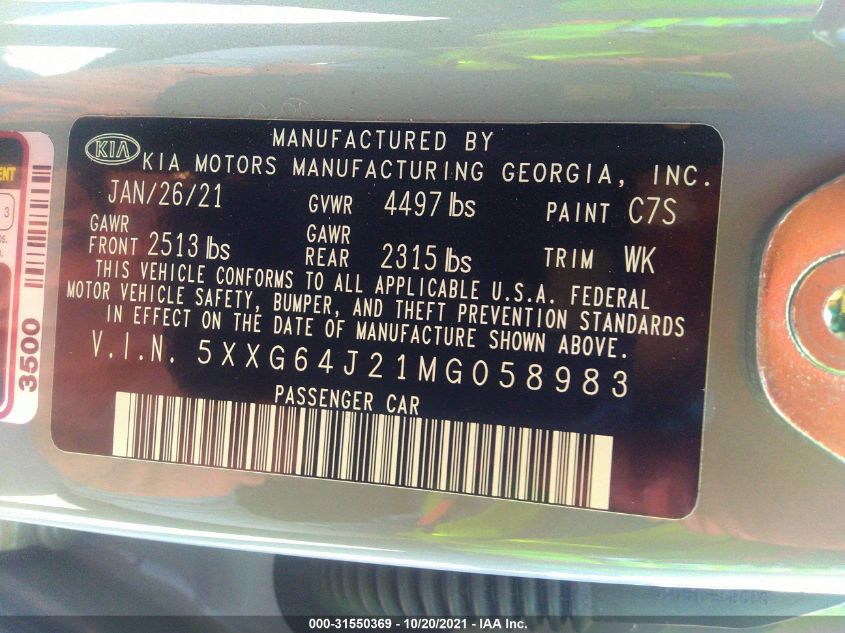 KIA
MANUFACTURED BY
KIA MOTORS MANUFACTURING GEORGIA, INC.
JAN/26/21 GVWR 4497 lbs PAINT C7S
GAWR FRONT 2513 lbs GAWR REAR 2315 lbs TRIM WK
THIS VEHICLE CONFORMS TO ALL APPLICABLE U.S.A. FEDERAL
MOTOR VEHICLE SAFETY, BUMPER, AND THEFT PREVENTION STANDARDS
IN EFFECT ON THE DATE OF MANUFACTURE SHOWN ABOVE.
V.I.N. 5XXG64J21MG058983
PASSENGER CAR
3500
3
000-31550369 | 10/20/2021 - IAA Inc.